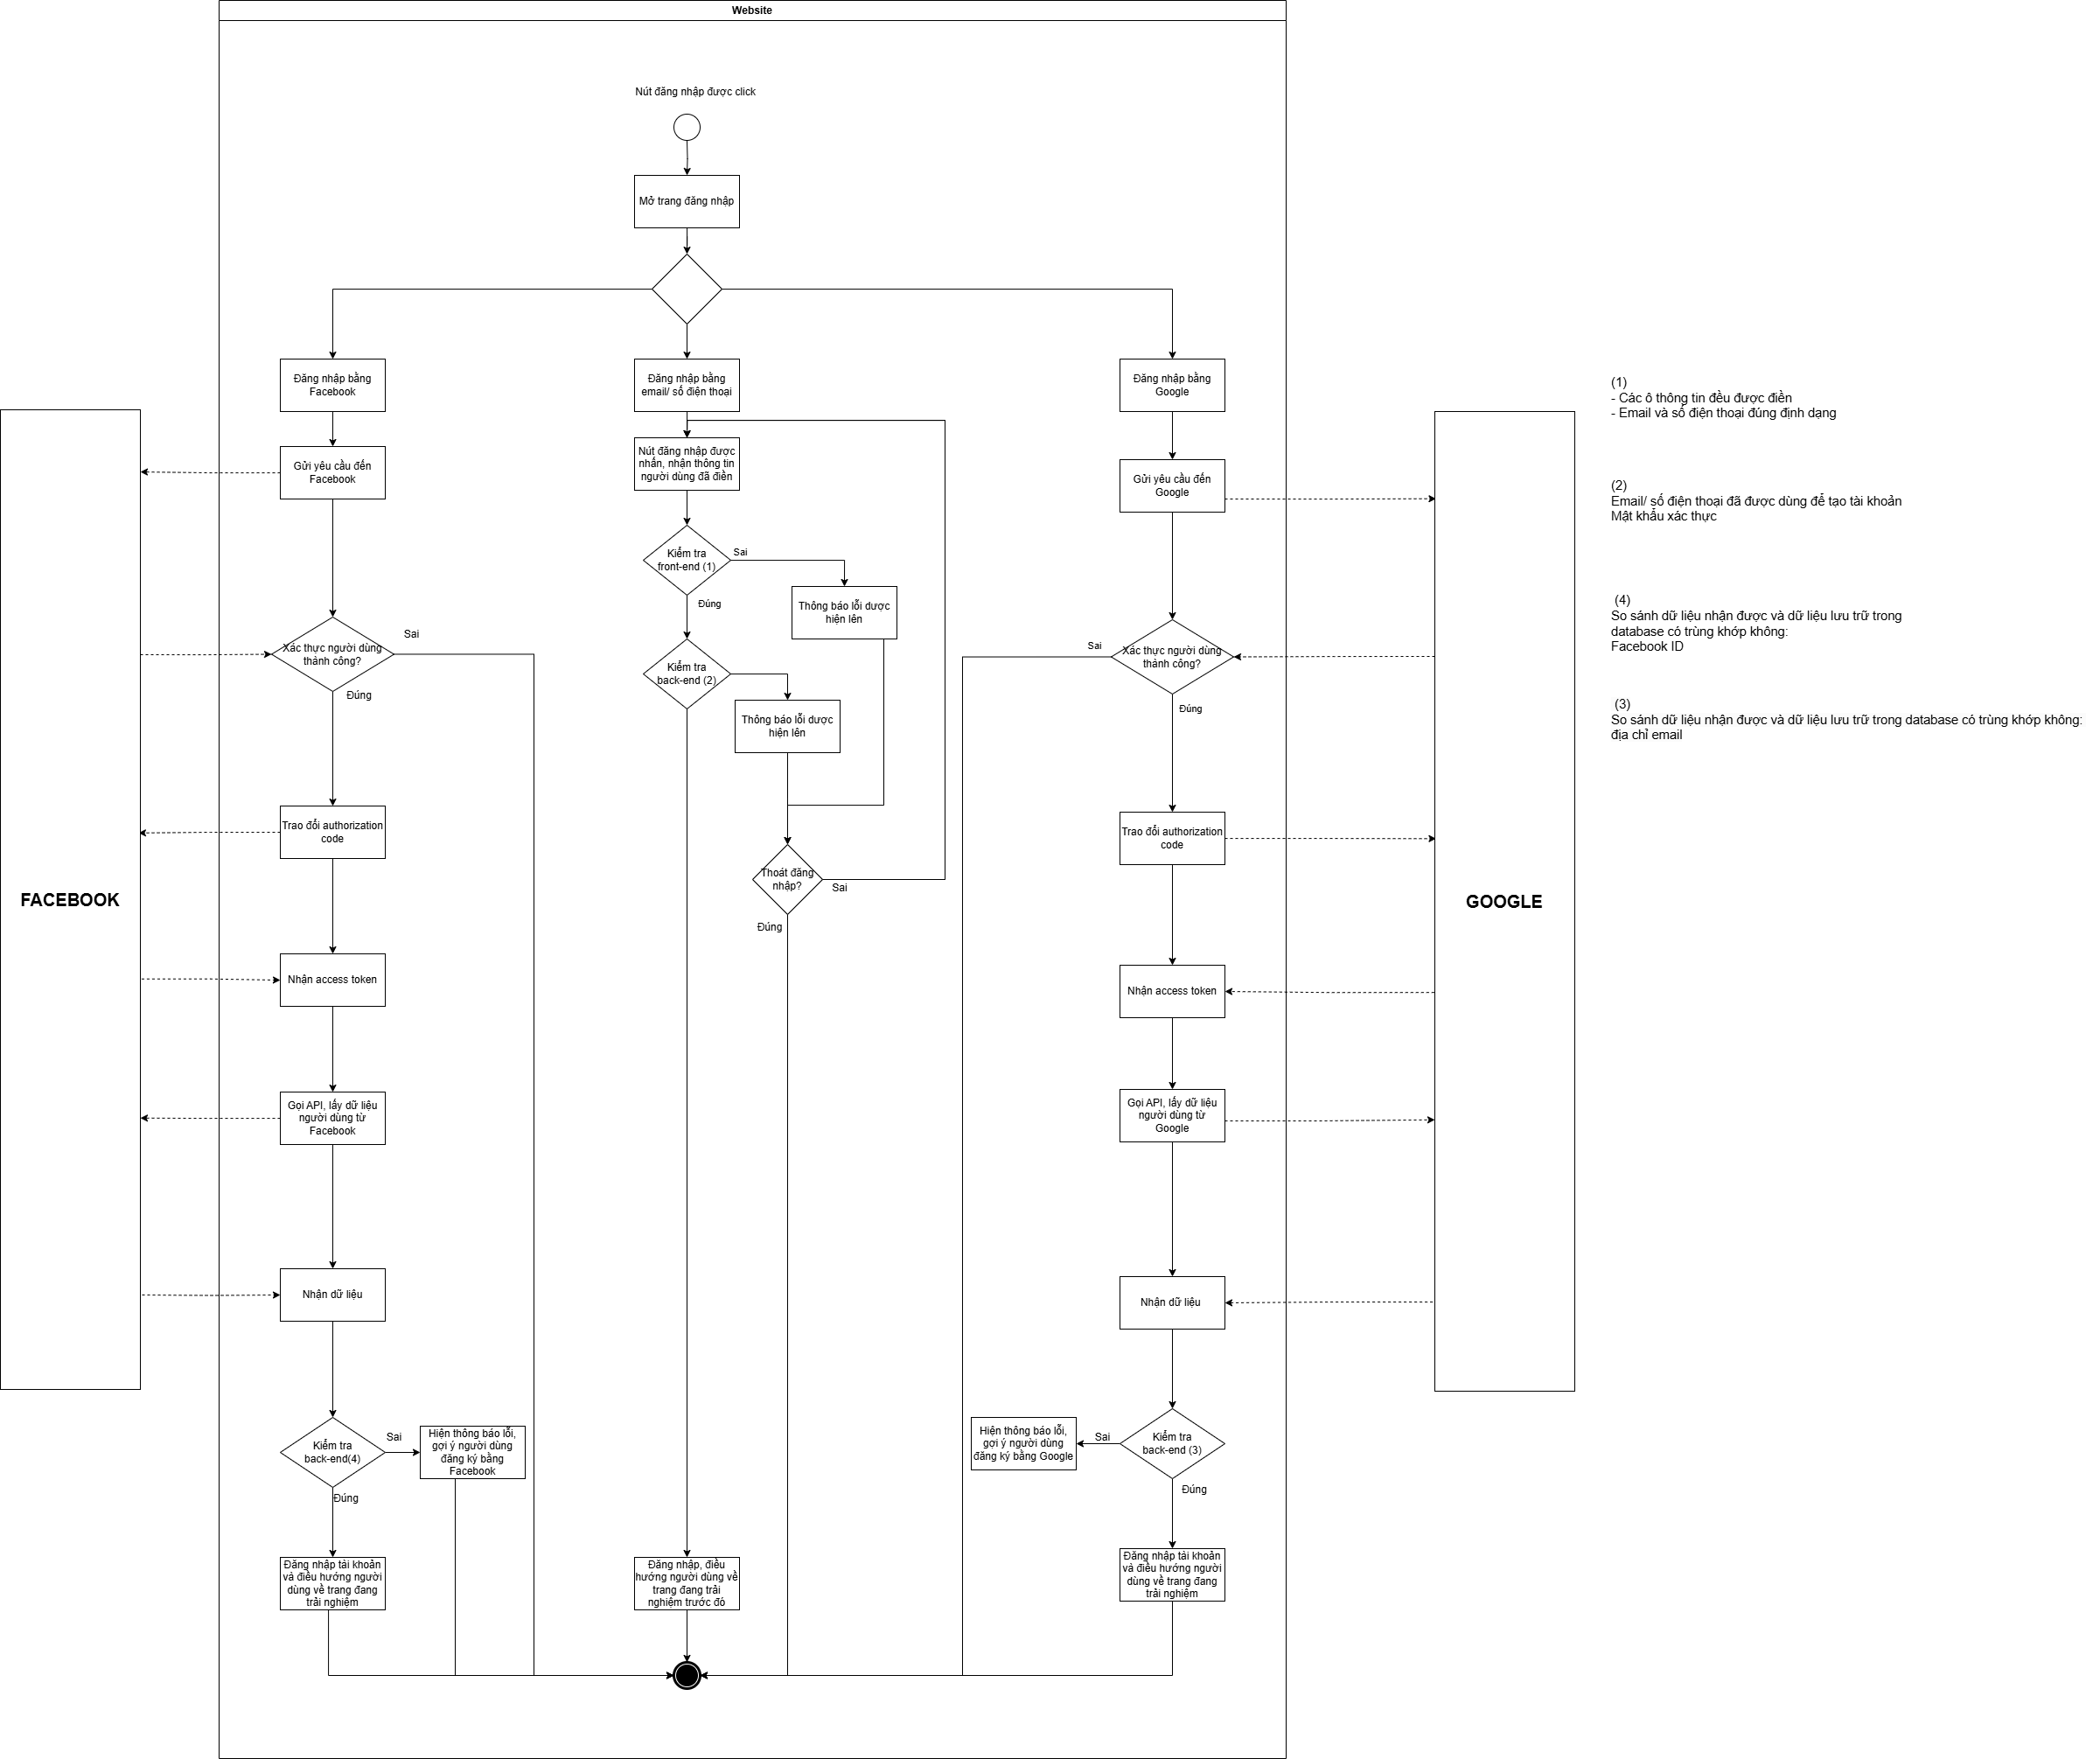 Website
Nút đăng nhập được click
Mở trang đăng nhập
Đăng nhập bằng
Facebook
Đăng nhập bằng
email/ số điện thoại
Đăng nhập bằng
Google
(1)
- Các ô thông tin đều được điền
- Email và số điện thoại đúng định dạng
Gửi yêu cầu đến
Facebook
Nút đăng nhập được
nhấn, nhận thông tin
người dùng đã điền
Gửi yêu cầu đến
Google
(2)
Email/ số điện thoại đã được dùng để tạo tài khoản
Mật khẩu xác thực
Kiểm tra
front-end (1)
Sai
Đúng
Thông báo lỗi dược
hiện lên
(4)
So sánh dữ liệu nhận được và dữ liệu lưu trữ trong
database có trùng khớp không:
Facebook ID
Xác thực người dùng
thành công?
Sai
Đúng
Kiểm tra
back-end (2)
Thông báo lỗi dược
hiện lên
Xác thực người dùng
thành công?
Sai
Đúng
(3)
So sánh dữ liệu nhận được và dữ liệu lưu trữ trong database có trùng khớp không:
địa chỉ email
Trao đổi authorization
code
Thoát đăng
nhập?
Sai
Đúng
Trao đổi authorization
code
FACEBOOK
GOOGLE
Nhận access token
Nhận access token
Gọi API, lấy dữ liệu
người dùng từ
Facebook
Gọi API, lấy dữ liệu
người dùng từ
Google
Nhận dữ liệu
Nhận dữ liệu
Kiểm tra
back-end(4)
Sai
Đúng
Hiện thông báo lỗi,
gợi ý người dùng
đăng ký bằng
Facebook
Hiện thông báo lỗi,
gợi ý người dùng
đăng ký bằng Google
Sai
Kiểm tra
back-end (3)
Đúng
Đăng nhập tải khoản
và điều hướng người
dùng về trang đang
trải nghiệm
Đăng nhập, điều
hướng người dùng về
trang đang trải
nghiêm trước đó
Đăng nhập tải khoản
và điều hướng người
dùng về trang đang
trải nghiệm